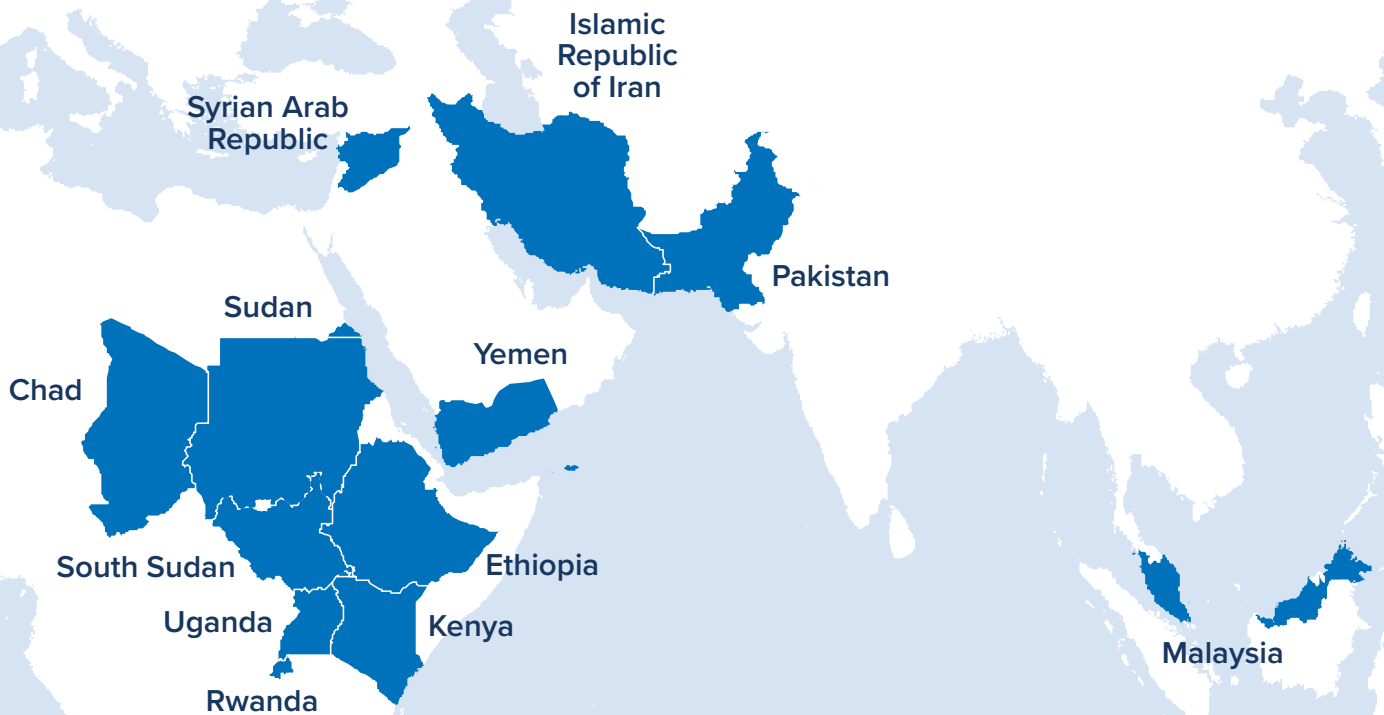 Islamic
Republic
of Iran
Syrian Arab
Republic
Pakistan
Sudan
Yemen
Chad
South Sudan
Ethiopia
Uganda
Kenya
Malaysia
Rwanda